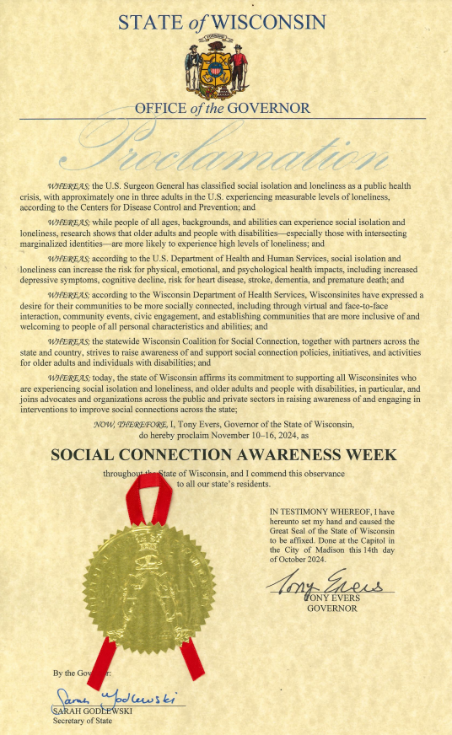 STATE of WISCONSIN
OFFICE of the GOVERNOR
Proclamation
WHEREAS; the U.S. Surgeon General has classified social isolation and loneliness as a public health
crisis, with approximately one in three adults in the U.S. experiencing measurable levels of loneliness,
according to the Centers for Disease Control and Prevention; and
WHEREAS; while people of all ages, backgrounds, and abilities can experience social isolation and
loneliness, research shows that older adults and people with disabilities—especially those with intersecting
marginalized identities—are more likely to experience high levels of loneliness; and
WHEREAS; according to the U.S. Department of Health and Human Services, social isolation and
loneliness can increase the risk for physical, emotional, and psychological health impacts, including increased
depressive symptoms, cognitive decline, risk for heart disease, stroke, dementia, and premature death; and
WHEREAS; according to the Wisconsin Department of Health Services, Wisconsinites have expressed a
desire for their communities to be more socially connected, including through virtual and face-to-face
interaction, community events, civic engagement, and establishing communities that are more inclusive of and
welcoming to people of all personal characteristics and abilities; and
WHEREAS; the statewide Wisconsin Coalition for Social Connection, together with partners across the
state and country, strives to raise awareness of and support social connection policies, initiatives, and activities
for older adults and individuals with disabilities; and
WHEREAS; today, the state of Wisconsin affirms its commitment to supporting all Wisconsinites who
are experiencing social isolation and loneliness, and older adults and people with disabilities, in particular, and
joins advocates and organizations across the public and private sectors in raising awareness of and engaging in
interventions to improve social connections across the state;
NOW, THEREFORE, I, Tony Evers, Governor of the State of Wisconsin,
do hereby proclaim November 10–16, 2024, as
SOCIAL CONNECTION AWARENESS WEEK
throughout the State of Wisconsin, and I commend this observance
to all our state's residents.
IN TESTIMONY WHEREOF, I have
hereunto set my hand and caused the
Great Seal of the State of Wisconsin
to be affixed. Done at the Capitol in
the City of Madison this 14th day
of October 2024.
Tony Evers
TONY EVERS
GOVERNOR
By the Governor:
Sarah Godlewski
SARAH GODLEWSKI
Secretary of State